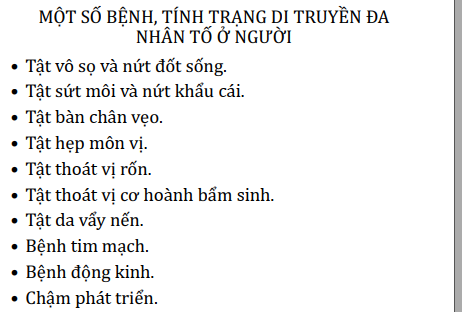 MỘT SỐ BỆNH, TÍNH TRẠNG DI TRUYỀN ĐA
NHÂN TỐ Ở NGƯỜI
• Tật vô sọ và nứt đốt sống.
• Tật sứt môi và nứt khẩu cái.
• Tật bàn chân vẹo.
• Tật hẹp môn vị.
• Tật thoát vị rốn.
• Tật thoát vị cơ hoành bẩm sinh.
• Tật da vẩy nến.
• Bệnh tim mạch.
• Bệnh động kinh.
• Chậm phát triển.